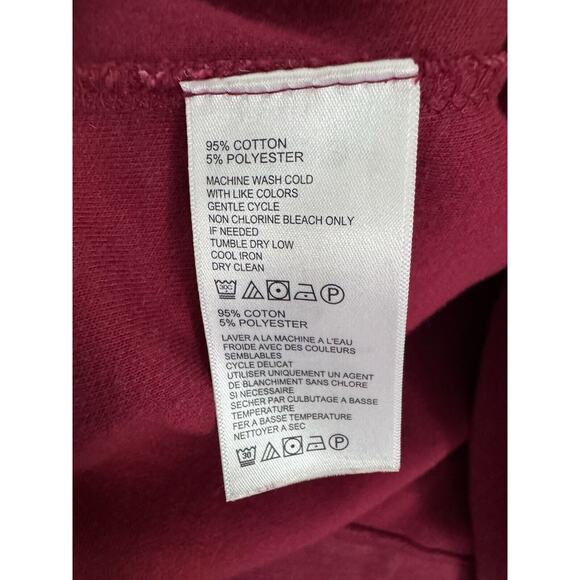 95% COTTON
5% POLYESTER
MACHINE WASH COLD
WITH LIKE COLORS
GENTLE CYCLE
NON CHLORINE BLEACH ONLY
IF NEEDED
TUMBLE DRY LOW
COOL IRON
DRY CLEAN
30C P
95% COTON
5% POLYESTER
LAVER A LA MACHINE A L'EAU
FROIDE AVEC DES COULEURS
SEMBLABLES
CYCLE DELICAT
UTILISER UNIQUEMENT UN AGENT
DE BLANCHIMENT SANS CHLORE
SI NECESSAIRE
SECHER PAR CULBUTAGE A BASSE
TEMPERATURE
FER A BASSE TEMPERATURE
NETTOYER A SEC
30 P